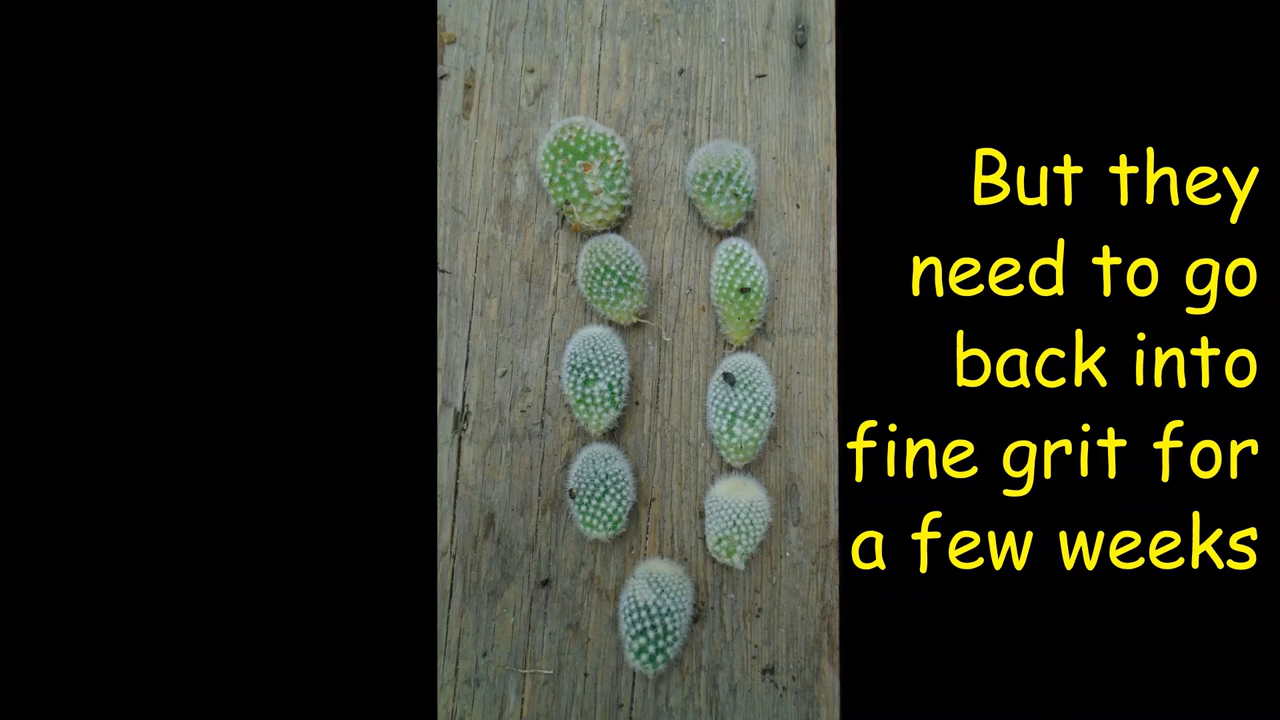 But they
need to go
back into
fine grit for
a few weeks